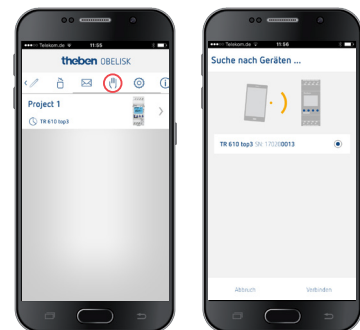 Telekom.de 11:55
theben OBELISK
Project 1
TR 610 top3
Telekom.de 11:56
Suche nach Geräten ...
TR 610 top3 SN: 170200013
Abbruch Verbinden